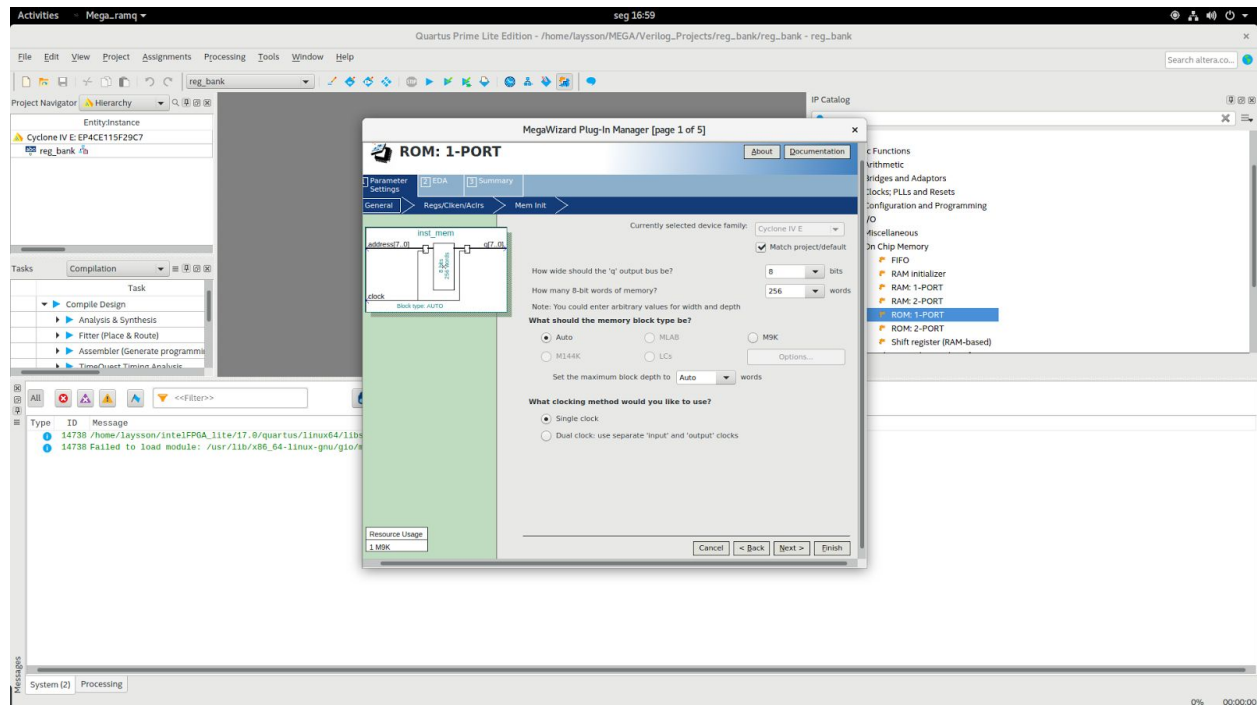 Activities Mega_ramq seg 16:59
Quartus Prime Lite Edition - /home/laysson/MEGA/Verilog_Projects/reg_bank/reg_bank - reg_bank
File Edit View Project Assignments Processing Tools Window Help
Search altera.co...
reg_bank
Project Navigator Hierarchy
Entity:Instance
Cyclone IV E: EP4CE115F29C7
reg_bank
Tasks Compilation
Task
Compile Design
Analysis & Synthesis
Fitter (Place & Route)
Assembler (Generate programmi
TimeQuest Timing Analysis
MegaWizard Plug-In Manager [page 1 of 5]
ROM: 1-PORT
About Documentation
1 Parameter Settings 2 EDA 3 Summary
General Regs/Clken/Aclrs Mem Init
inst_mem
address[7..0] q[7..0]
8 bits
256 Words
clock
Block type: AUTO
Resource Usage
1 M9K
Currently selected device family: Cyclone IV E
Match project/default
How wide should the 'q' output bus be? 8 bits
How many 8-bit words of memory? 256 words
Note: You could enter arbitrary values for width and depth
What should the memory block type be?
Auto MLAB M9K
M144K LCs Options...
Set the maximum block depth to Auto words
What clocking method would you like to use?
Single clock
Dual clock: use separate 'input' and 'output' clocks
Cancel < Back Next > Finish
IP Catalog
c Functions
Arithmetic
Bridges and Adaptors
Clocks; PLLs and Resets
Configuration and Programming
I/O
Miscellaneous
On Chip Memory
FIFO
RAM initializer
RAM: 1-PORT
RAM: 2-PORT
ROM: 1-PORT
ROM: 2-PORT
Shift register (RAM-based)
All <<Filter>>
Type ID Message
14738 /home/laysson/intelFPGA_lite/17.0/quartus/linux64/libs
14738 Failed to load module: /usr/lib/x86_64-linux-gnu/gio/m
Messages
System (2) Processing
0% 00:00:00